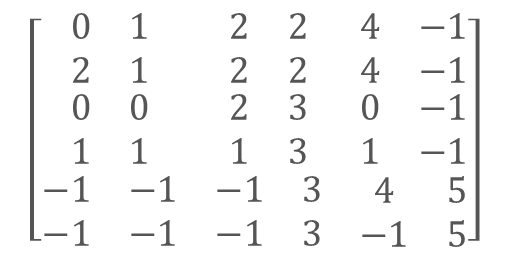 0 1 2 2 4 −1
2 1 2 2 4 −1
0 0 2 3 0 −1
1 1 1 3 1 −1
−1 −1 −1 3 4 5
−1 −1 −1 3 −1 5